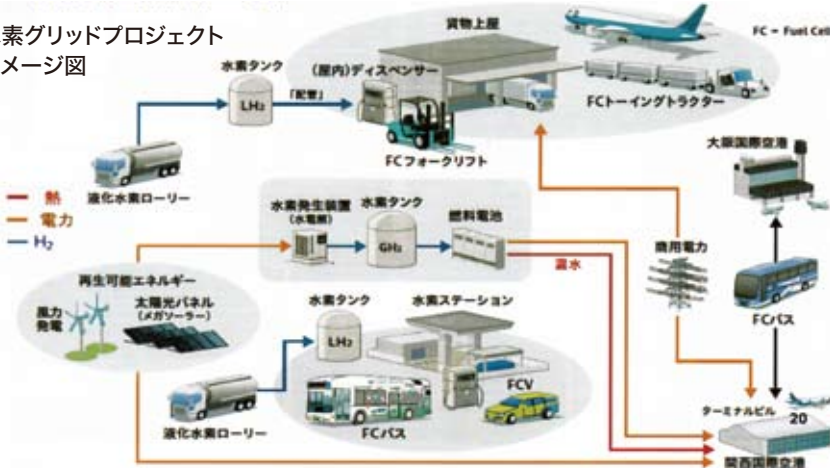 素グリッドプロジェクト
メージ図
貨物上屋
FC = Fuel Cell
水素タンク
(屋内)ディスペンサー
LH₂
「配管」
FCトーイングトラクター
FCフォークリフト
大阪国際空港
液化水素ローリー
熱
電力
H₂
水素発生装置
(水電解)
水素タンク
燃料電池
GH₂
商用電力
温水
再生可能エネルギー
風力
発電
太陽光パネル
(メガソーラー)
水素タンク
水素ステーション
LH₂
FCバス
FCV
液化水素ローリー
FCバス
ターミナルビル
20
関西国際空港